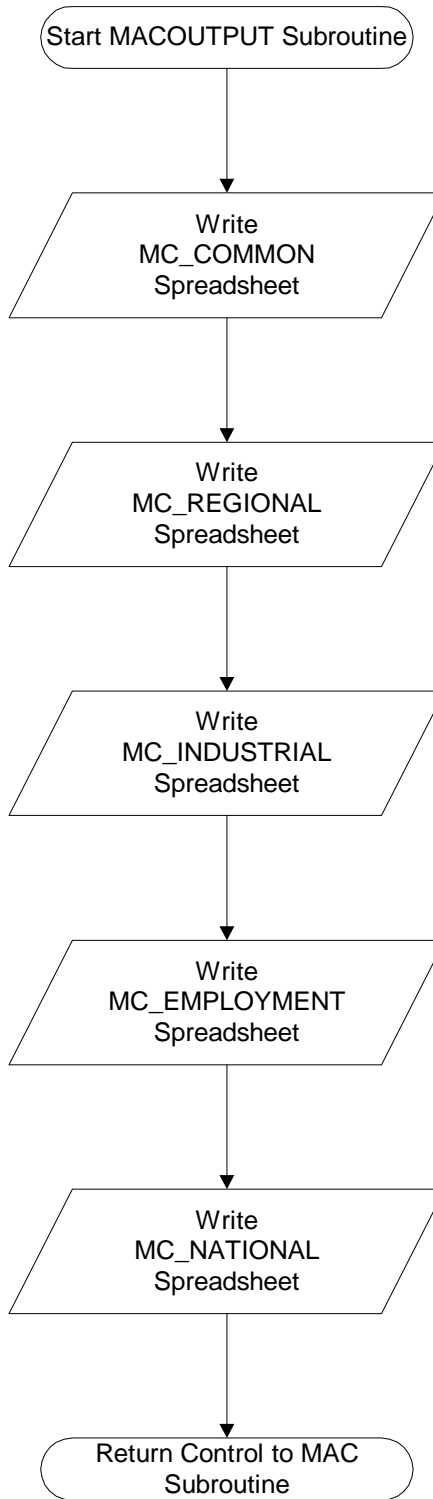 Start MACOUTPUT Subroutine
Write
MC_COMMON
Spreadsheet
Write
MC_REGIONAL
Spreadsheet
Write
MC_INDUSTRIAL
Spreadsheet
Write
MC_EMPLOYMENT
Spreadsheet
Write
MC_NATIONAL
Spreadsheet
Return Control to MAC
Subroutine